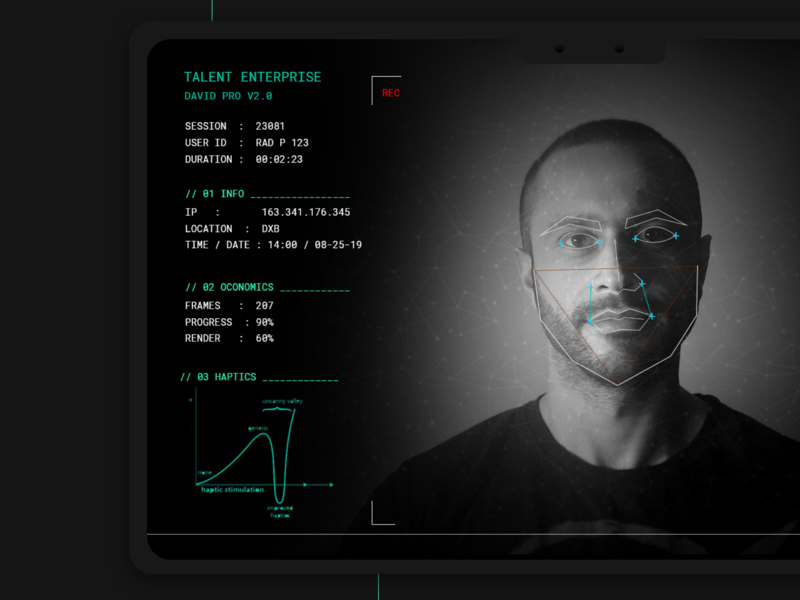 TALENT ENTERPRISE
DAVID PRO V2.0
REC
SESSION : 23081
USER ID : RAD P 123
DURATION : 00:02:23
// 01 INFO _________________
IP : 163.341.176.345
LOCATION : DXB
TIME / DATE : 14:00 / 08-25-19
// 02 OCONOMICS ____________
FRAMES : 207
PROGRESS : 90%
RENDER : 60%
// 03 HAPTICS _____________
uncanny valley
generic
none
haptic stimulation
improved
haptics